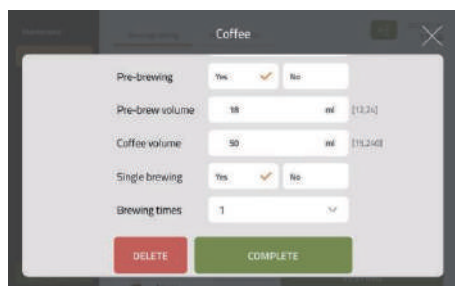 Coffee
Pre-brewing Yes No
Pre-brew volume 18 ml [12,24]
Coffee volume 50 ml [15,240]
Single brewing Yes No
Brewing times 1
DELETE COMPLETE